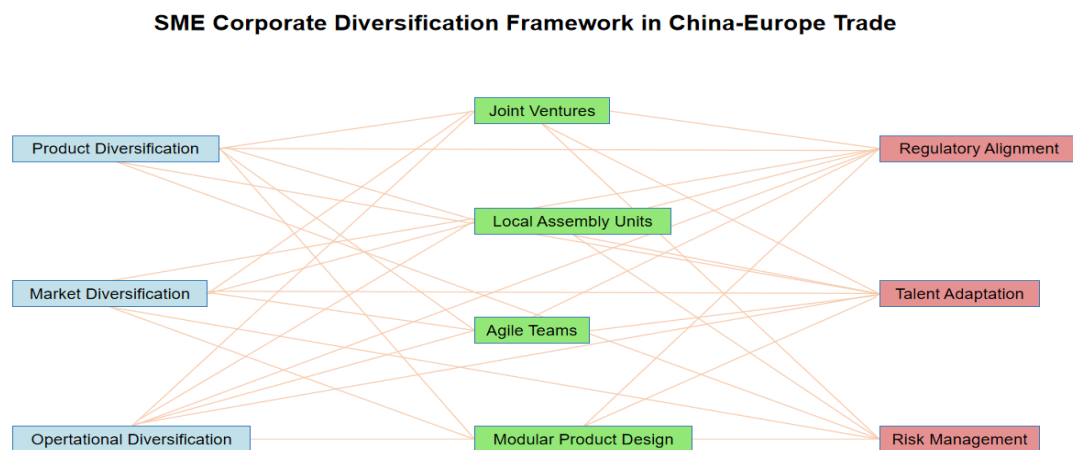 SME Corporate Diversification Framework in China-Europe Trade
Joint Ventures
Product Diversification
Regulatory Alignment
Local Assembly Units
Market Diversification
Talent Adaptation
Agile Teams
Opertational Diversification
Modular Product Design
Risk Management